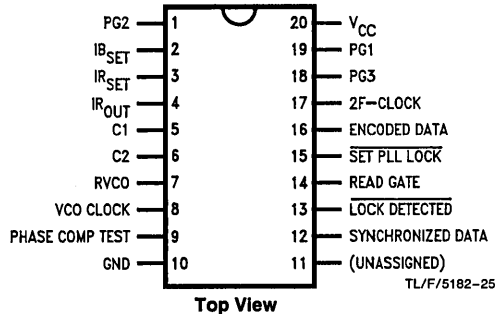 PG2 1 20 VCC
IBSET 2 19 PG1
IRSET 3 18 PG3
IROUT 4 17 2F-CLOCK
C1 5 16 ENCODED DATA
C2 6 15 SET PLL LOCK
RVCO 7 14 READ GATE
VCO CLOCK 8 13 LOCK DETECTED
PHASE COMP TEST 9 12 SYNCHRONIZED DATA
GND 10 11 (UNASSIGNED)
TL/F/5182-25
Top View